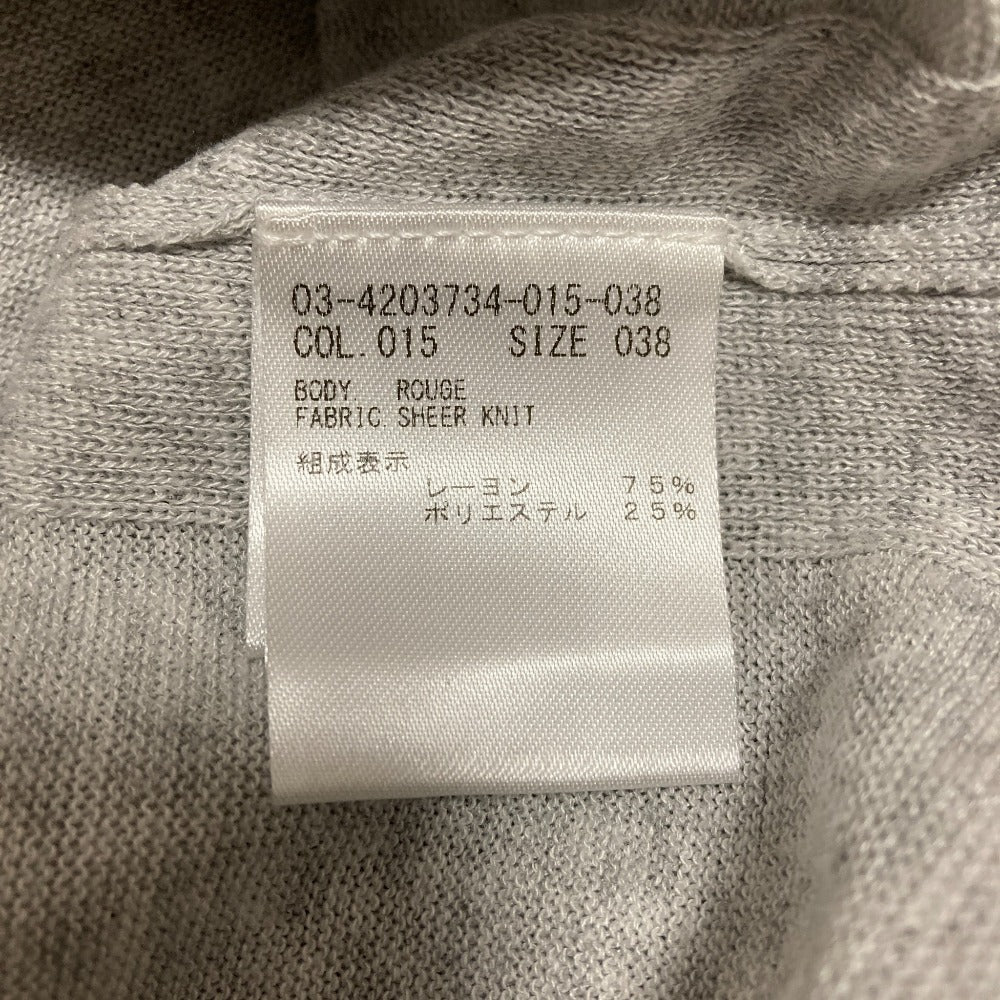 03-4203734-015-038
COL.015 SIZE 038
BODY. ROUGE
FABRIC.SHEER KNIT
組成表示
レーヨン 75%
ポリエステル 25%